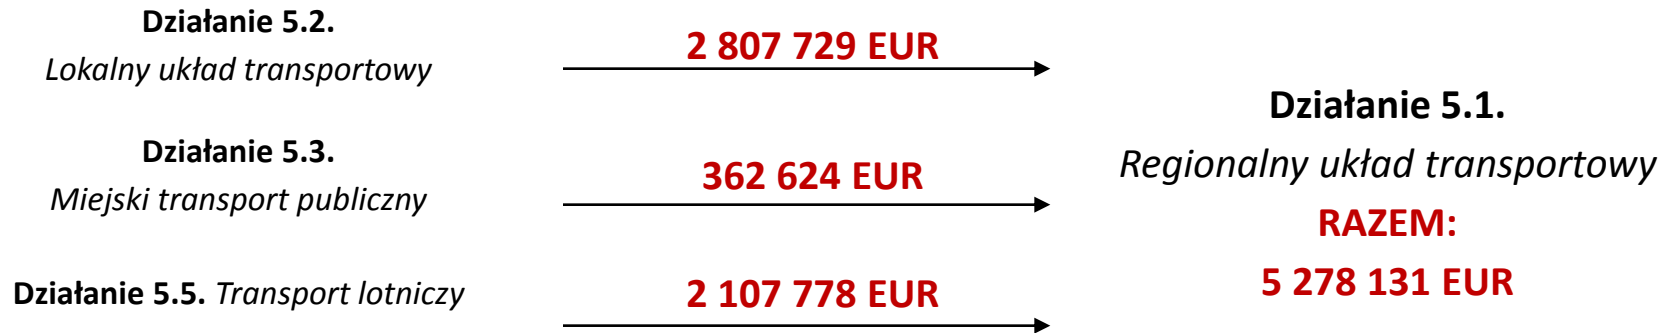 Działanie 5.2.
Lokalny układ transportowy
2 807 729 EUR
Działanie 5.3.
Miejski transport publiczny
362 624 EUR
Działanie 5.5. Transport lotniczy
2 107 778 EUR
Działanie 5.1.
Regionalny układ transportowy
RAZEM:
5 278 131 EUR